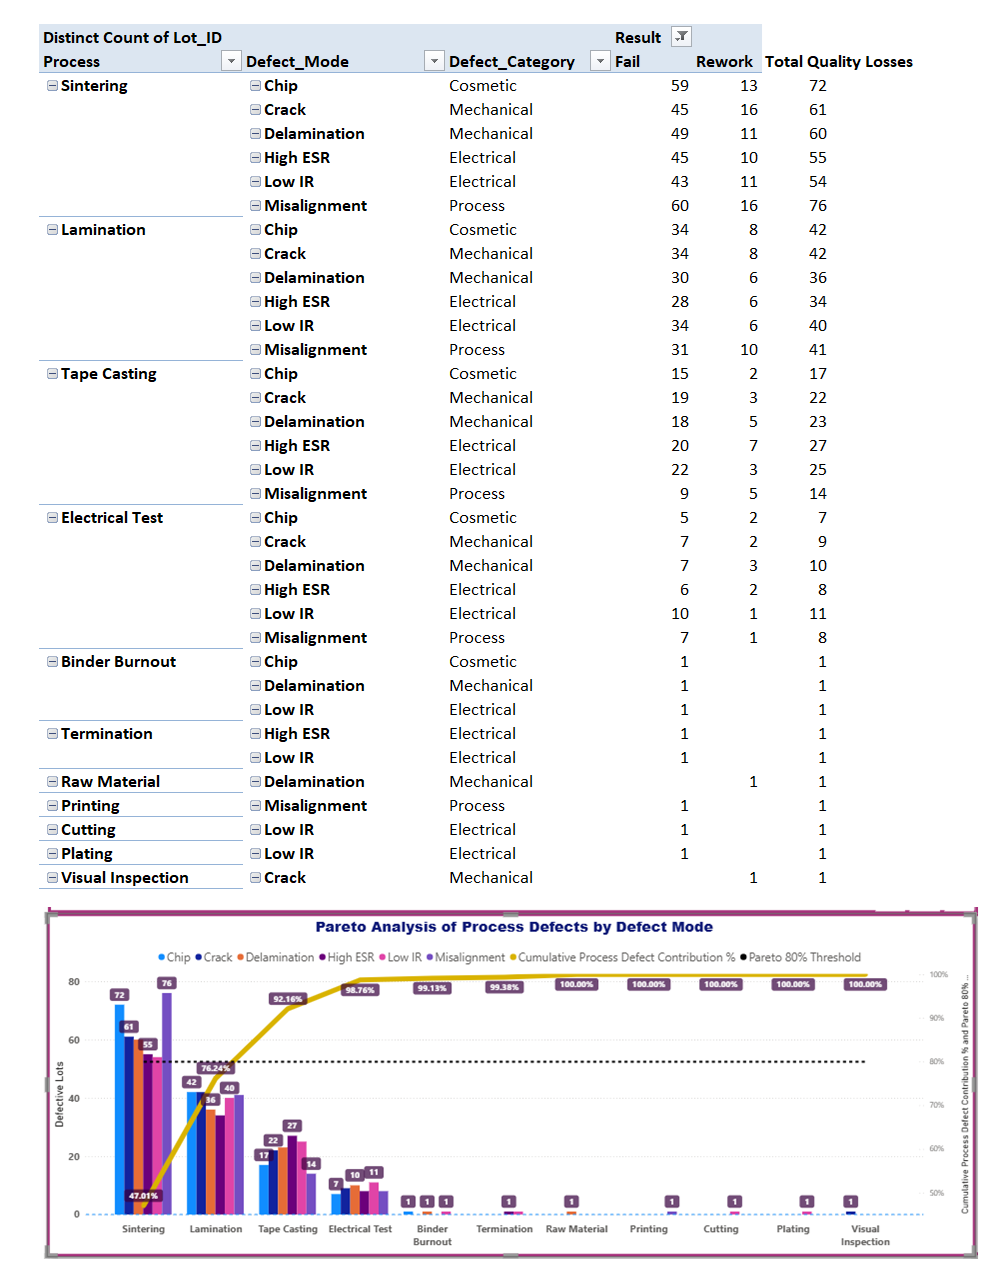 Distinct Count of Lot_ID Result
Process Defect_Mode Defect_Category Fail Rework Total Quality Losses
Sintering Chip Cosmetic 59 13 72
Crack Mechanical 45 16 61
Delamination Mechanical 49 11 60
High ESR Electrical 45 10 55
Low IR Electrical 43 11 54
Misalignment Process 60 16 76
Lamination Chip Cosmetic 34 8 42
Crack Mechanical 34 8 42
Delamination Mechanical 30 6 36
High ESR Electrical 28 6 34
Low IR Electrical 34 6 40
Misalignment Process 31 10 41
Tape Casting Chip Cosmetic 15 2 17
Crack Mechanical 19 3 22
Delamination Mechanical 18 5 23
High ESR Electrical 20 7 27
Low IR Electrical 22 3 25
Misalignment Process 9 5 14
Electrical Test Chip Cosmetic 5 2 7
Crack Mechanical 7 2 9
Delamination Mechanical 7 3 10
High ESR Electrical 6 2 8
Low IR Electrical 10 1 11
Misalignment Process 7 1 8
Binder Burnout Chip Cosmetic 1 1
Delamination Mechanical 1 1
Low IR Electrical 1 1
Termination High ESR Electrical 1 1
Low IR Electrical 1 1
Raw Material Delamination Mechanical 1 1
Printing Misalignment Process 1 1
Cutting Low IR Electrical 1 1
Plating Low IR Electrical 1 1
Visual Inspection Crack Mechanical 1 1
Pareto Analysis of Process Defects by Defect Mode
Chip Crack Delamination High ESR Low IR Misalignment Cumulative Process Defect Contribution % Pareto 80% Threshold
Defective Lots
80
60
40
20
0
72
61
55
76
47.01%
42
36
40
76.24%
17
22
27
14
92.16%
7
10
11
98.76%
1 1 1
99.13%
1
99.38%
1
100.00%
1
100.00%
1
100.00%
1
100.00%
1
100.00%
100%
90%
80%
70%
60%
50%
Cumulative Process Defect Contribution % and Pareto 80% ...
Sintering Lamination Tape Casting Electrical Test Binder Burnout Termination Raw Material Printing Cutting Plating Visual Inspection